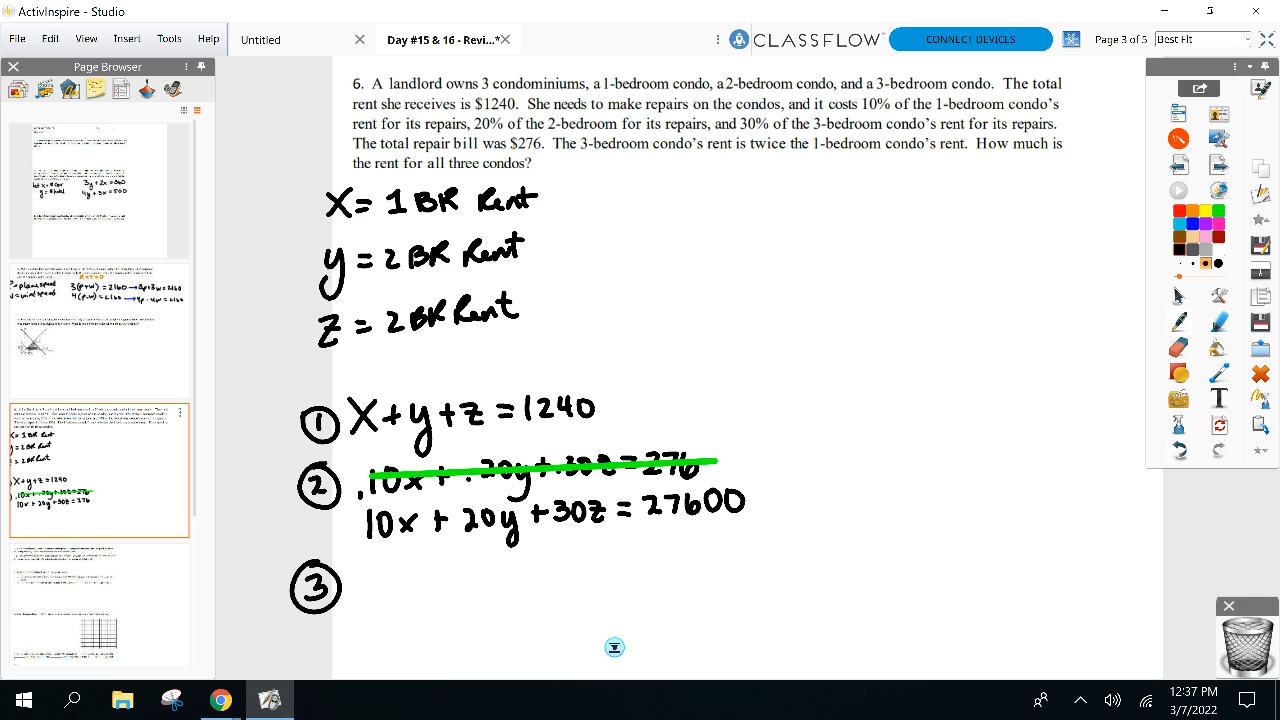 ActivInspire - Studio
File Edit View Insert Tools Help
Untitled
Day #15 & 16 - Revi...*
CLASSFLOW
CONNECT DEVICES
Page 3 of 5
Best Fit
Page Browser
6. A landlord owns 3 condominiums, a 1-bedroom condo, a 2-bedroom condo, and a 3-bedroom condo. The total
rent she receives is $1240. She needs to make repairs on the condos, and it costs 10% of the 1-bedroom condo's
rent for its repairs, 20% of the 2-bedroom for its repairs, and 30% of the 3-bedroom condo's rent for its repairs.
The total repair bill was $276. The 3-bedroom condo's rent is twice the 1-bedroom condo's rent. How much is
the rent for all three condos?
X = 1 BR Rent
y = 2 BR Rent
z = 2 BR Rent
1 X + y + z = 1240
2 .10x + .20y + .30z = 276
10x + 20y + 30z = 27600
3
12:37 PM
3/7/2022